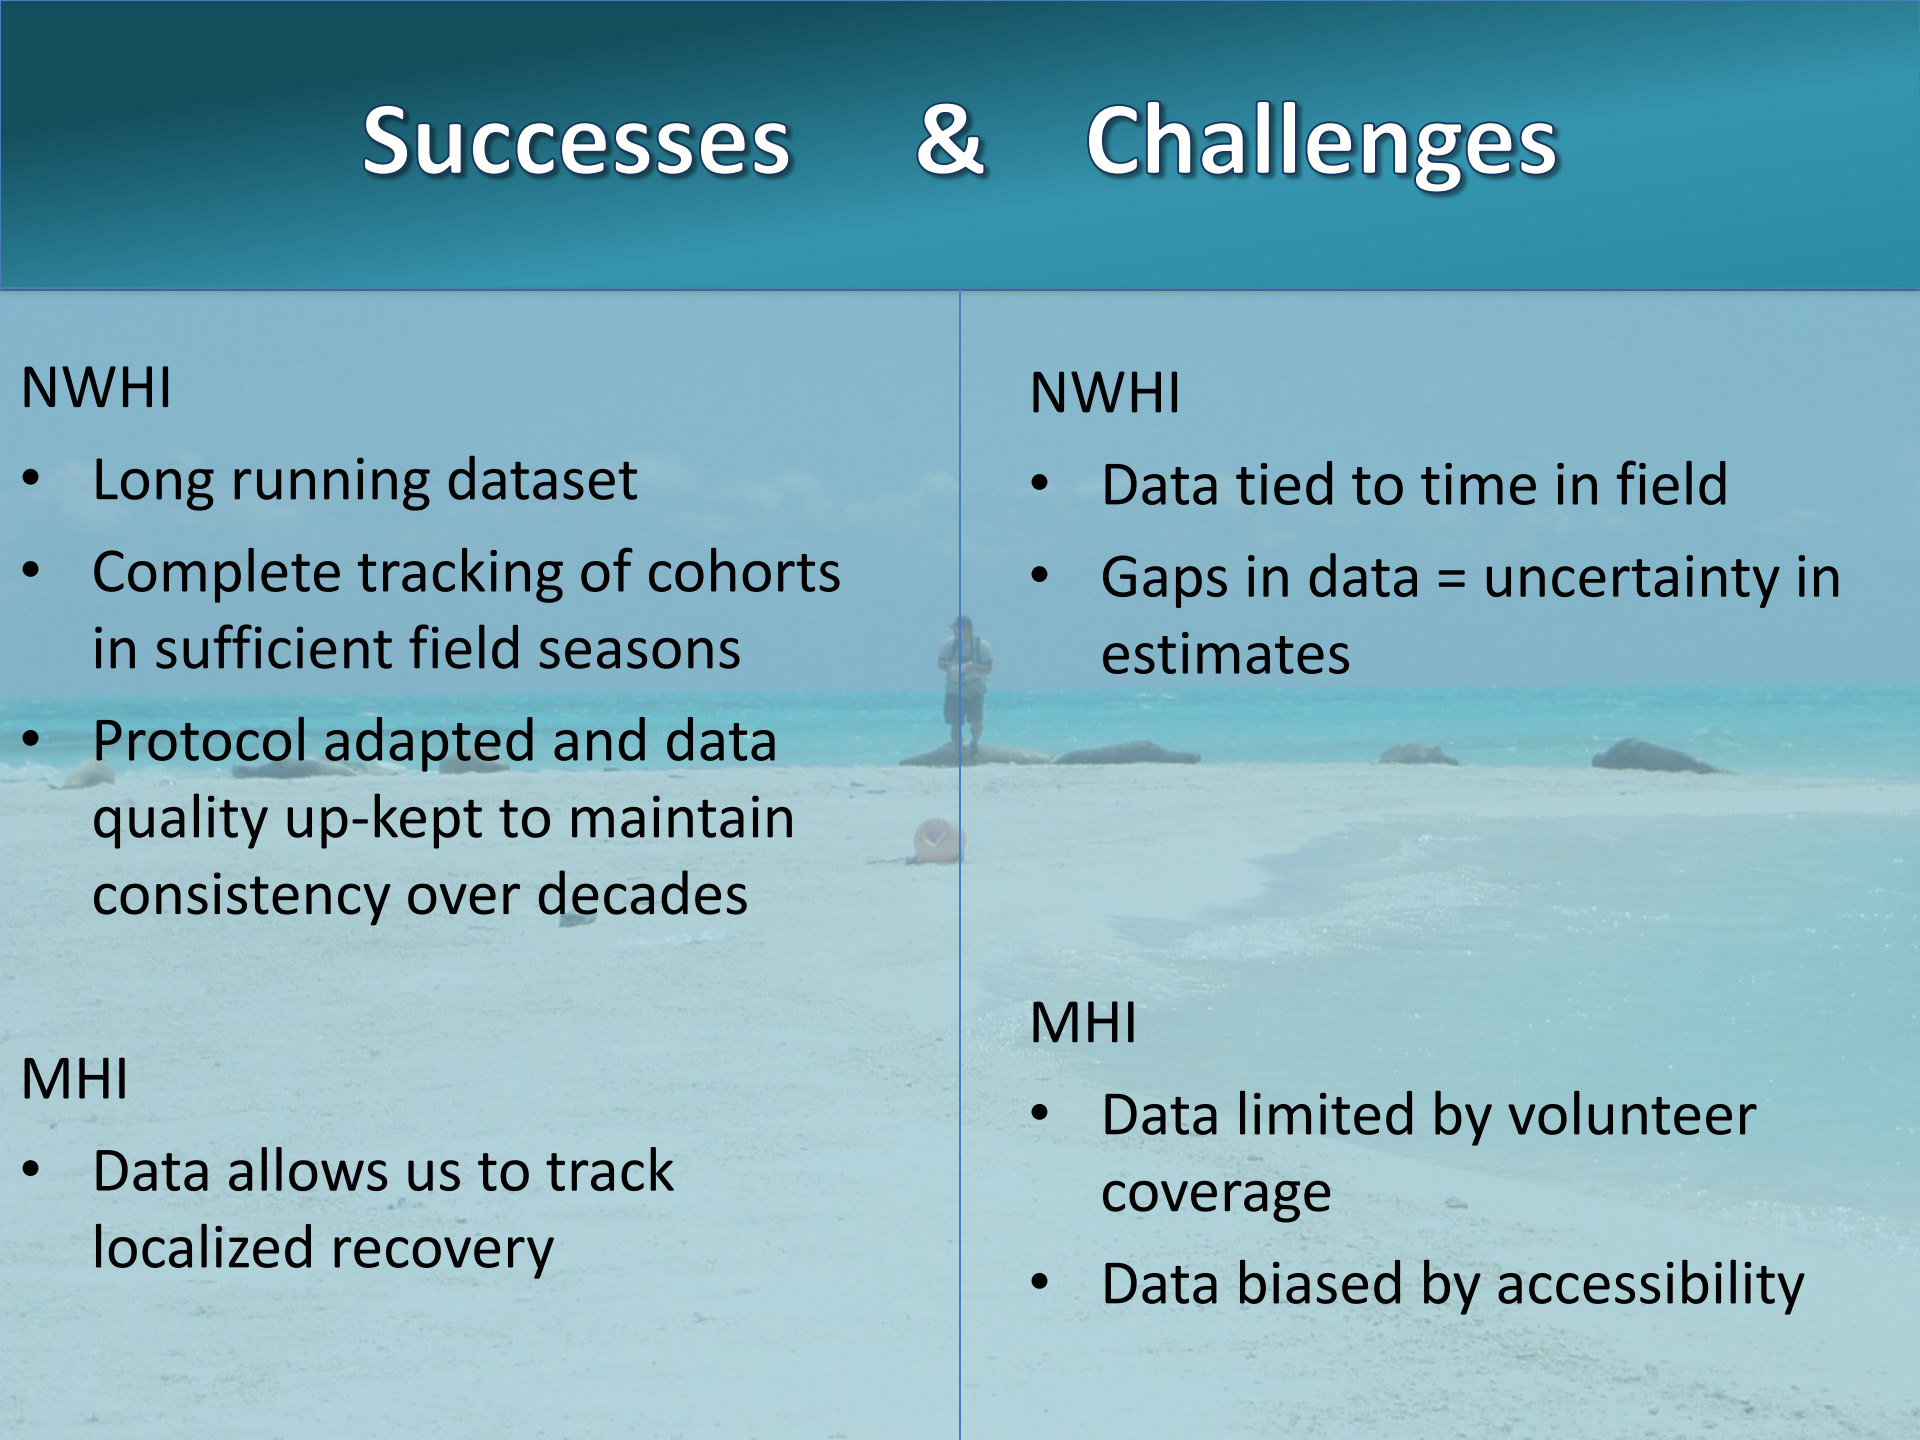 Successes & Challenges
NWHI
• Long running dataset
• Complete tracking of cohorts
in sufficient field seasons
• Protocol adapted and data
quality up-kept to maintain
consistency over decades
MHI
• Data allows us to track
localized recovery
NWHI
• Data tied to time in field
• Gaps in data = uncertainty in
estimates
MHI
• Data limited by volunteer
coverage
• Data biased by accessibility